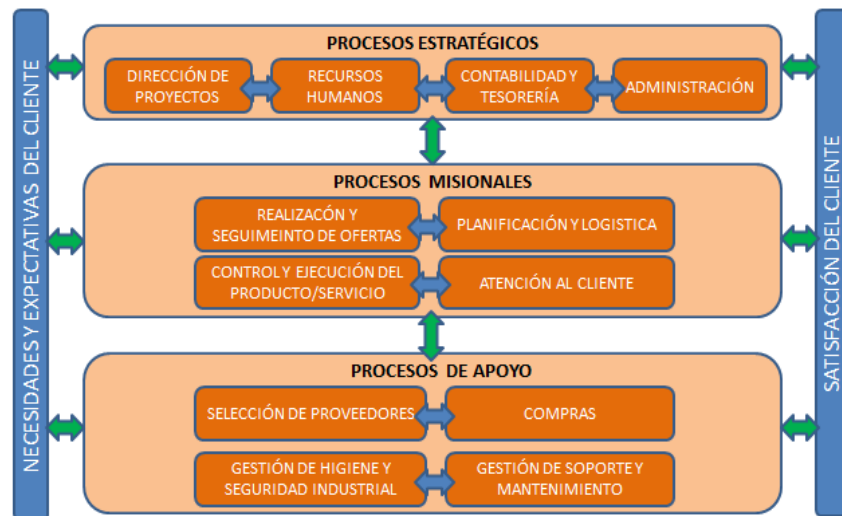 NECESIDADES Y EXPECTATIVAS DEL CLIENTE
PROCESOS ESTRATÉGICOS
DIRECCIÓN DE
PROYECTOS
RECURSOS
HUMANOS
CONTABILIDAD Y
TESORERÍA
ADMINISTRACIÓN
PROCESOS MISIONALES
REALIZACÓN Y
SEGUIMEINTO DE OFERTAS
PLANIFICACIÓN Y LOGISTICA
CONTROL Y EJECUCIÓN DEL
PRODUCTO/SERVICIO
ATENCIÓN AL CLIENTE
PROCESOS DE APOYO
SELECCIÓN DE PROVEEDORES
COMPRAS
GESTIÓN DE HIGIENE Y
SEGURIDAD INDUSTRIAL
GESTIÓN DE SOPORTE Y
MANTENIMIENTO
SATISFACCIÓN DEL CLIENTE